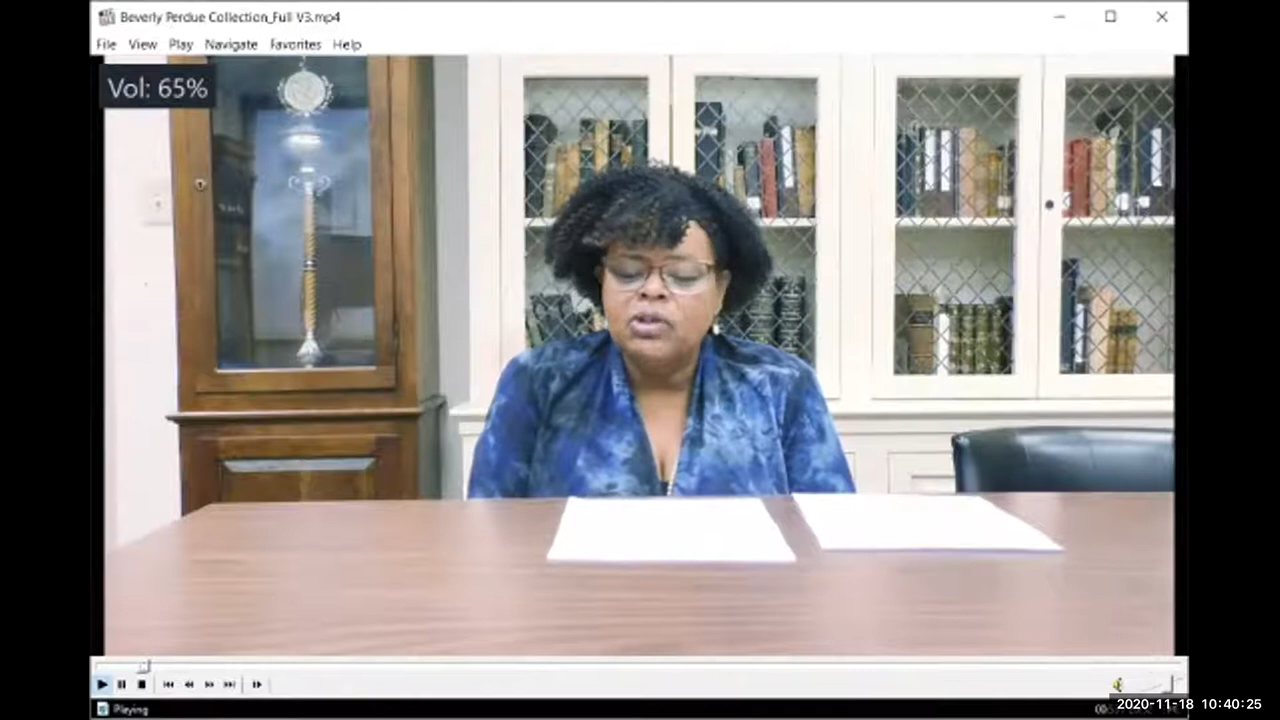 Beverly Perdue Collection_Full V3.mp4
File View Play Navigate Favorites Help
Vol: 65%
Playing
2020-11-18 10:40:25